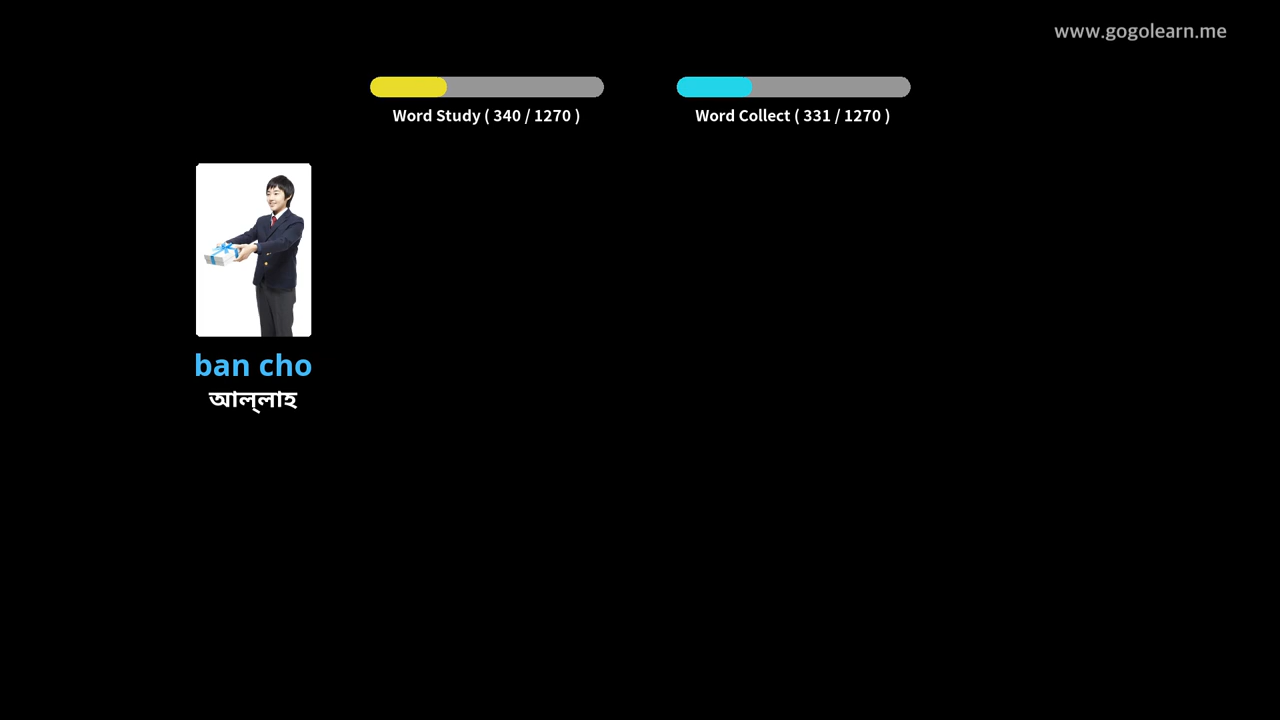 www.gogolearn.me
Word Study ( 340 / 1270 )
Word Collect ( 331 / 1270 )
ban cho
আল্‌লাহ